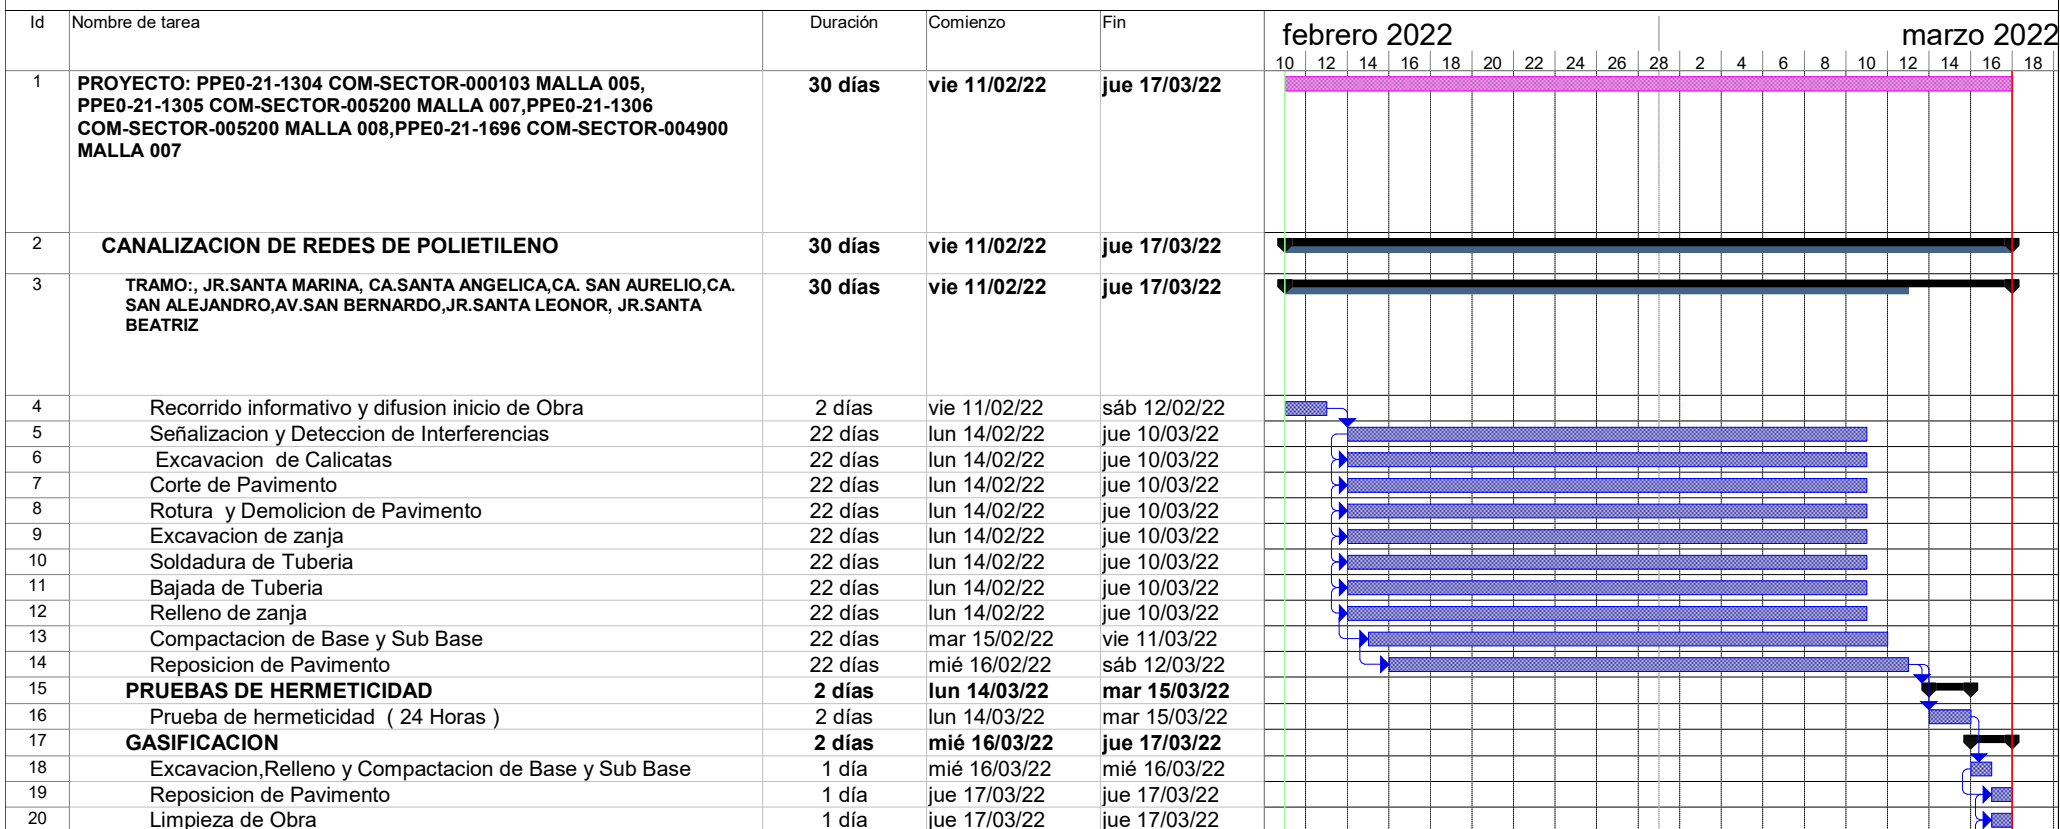 Id Nombre de tarea Duración Comienzo Fin
febrero 2022 marzo 2022
10 12 14 16 18 20 22 24 26 28 2 4 6 8 10 12 14 16 18
1 PROYECTO: PPE0-21-1304 COM-SECTOR-000103 MALLA 005, 30 días vie 11/02/22 jue 17/03/22
PPE0-21-1305 COM-SECTOR-005200 MALLA 007,PPE0-21-1306
COM-SECTOR-005200 MALLA 008,PPE0-21-1696 COM-SECTOR-004900
MALLA 007
2 CANALIZACION DE REDES DE POLIETILENO 30 días vie 11/02/22 jue 17/03/22
3 TRAMO:, JR.SANTA MARINA, CA.SANTA ANGELICA,CA. SAN AURELIO,CA. 30 días vie 11/02/22 jue 17/03/22
SAN ALEJANDRO,AV.SAN BERNARDO,JR.SANTA LEONOR, JR.SANTA
BEATRIZ
4 Recorrido informativo y difusion inicio de Obra 2 días vie 11/02/22 sáb 12/02/22
5 Señalizacion y Deteccion de Interferencias 22 días lun 14/02/22 jue 10/03/22
6 Excavacion de Calicatas 22 días lun 14/02/22 jue 10/03/22
7 Corte de Pavimento 22 días lun 14/02/22 jue 10/03/22
8 Rotura y Demolicion de Pavimento 22 días lun 14/02/22 jue 10/03/22
9 Excavacion de zanja 22 días lun 14/02/22 jue 10/03/22
10 Soldadura de Tuberia 22 días lun 14/02/22 jue 10/03/22
11 Bajada de Tuberia 22 días lun 14/02/22 jue 10/03/22
12 Relleno de zanja 22 días lun 14/02/22 jue 10/03/22
13 Compactacion de Base y Sub Base 22 días mar 15/02/22 vie 11/03/22
14 Reposicion de Pavimento 22 días mié 16/02/22 sáb 12/03/22
15 PRUEBAS DE HERMETICIDAD 2 días lun 14/03/22 mar 15/03/22
16 Prueba de hermeticidad ( 24 Horas ) 2 días lun 14/03/22 mar 15/03/22
17 GASIFICACION 2 días mié 16/03/22 jue 17/03/22
18 Excavacion,Relleno y Compactacion de Base y Sub Base 1 día mié 16/03/22 mié 16/03/22
19 Reposicion de Pavimento 1 día jue 17/03/22 jue 17/03/22
20 Limpieza de Obra 1 día jue 17/03/22 jue 17/03/22